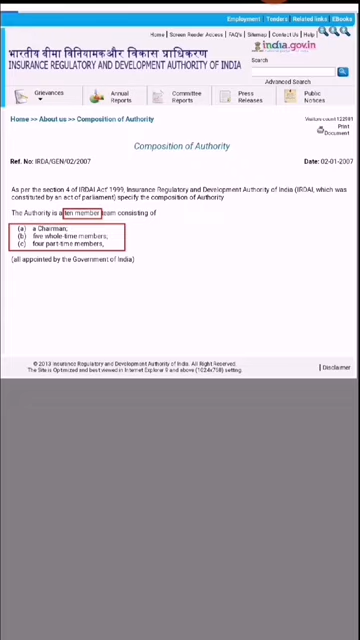 Employment Tenders Related links EBooks
Home Screen Reader Access FAQ's Sitemap Contact Us Help
भारतीय बीमा विनियामक और विकास प्राधिकरण
INSURANCE REGULATORY AND DEVELOPMENT AUTHORITY OF INDIA
india.gov.in
Search
Advanced Search
Grievances Annual Reports Committee Reports Press Releases Public Notices
Home >> About us >> Composition of Authority
Visitors count
Print Document
Composition of Authority
Ref. No: IRDA/GEN/02/2007 Date: 02-01-2007
As per the section 4 of IRDAI Act' 1999, Insurance Regulatory and Development Authority of India (IRDAI, which was
constituted by an act of parliament) specify the composition of Authority
The Authority is a ten member team consisting of
(a) a Chairman;
(b) five whole-time members;
(c) four part-time members,
(all appointed by the Government of India)
© 2013 Insurance Regulatory and Development Authority of India. All Right Reserved.
The Site is Optimized and best viewed in Internet Explorer 8 and above (1024x768) setting.
Disclaimer